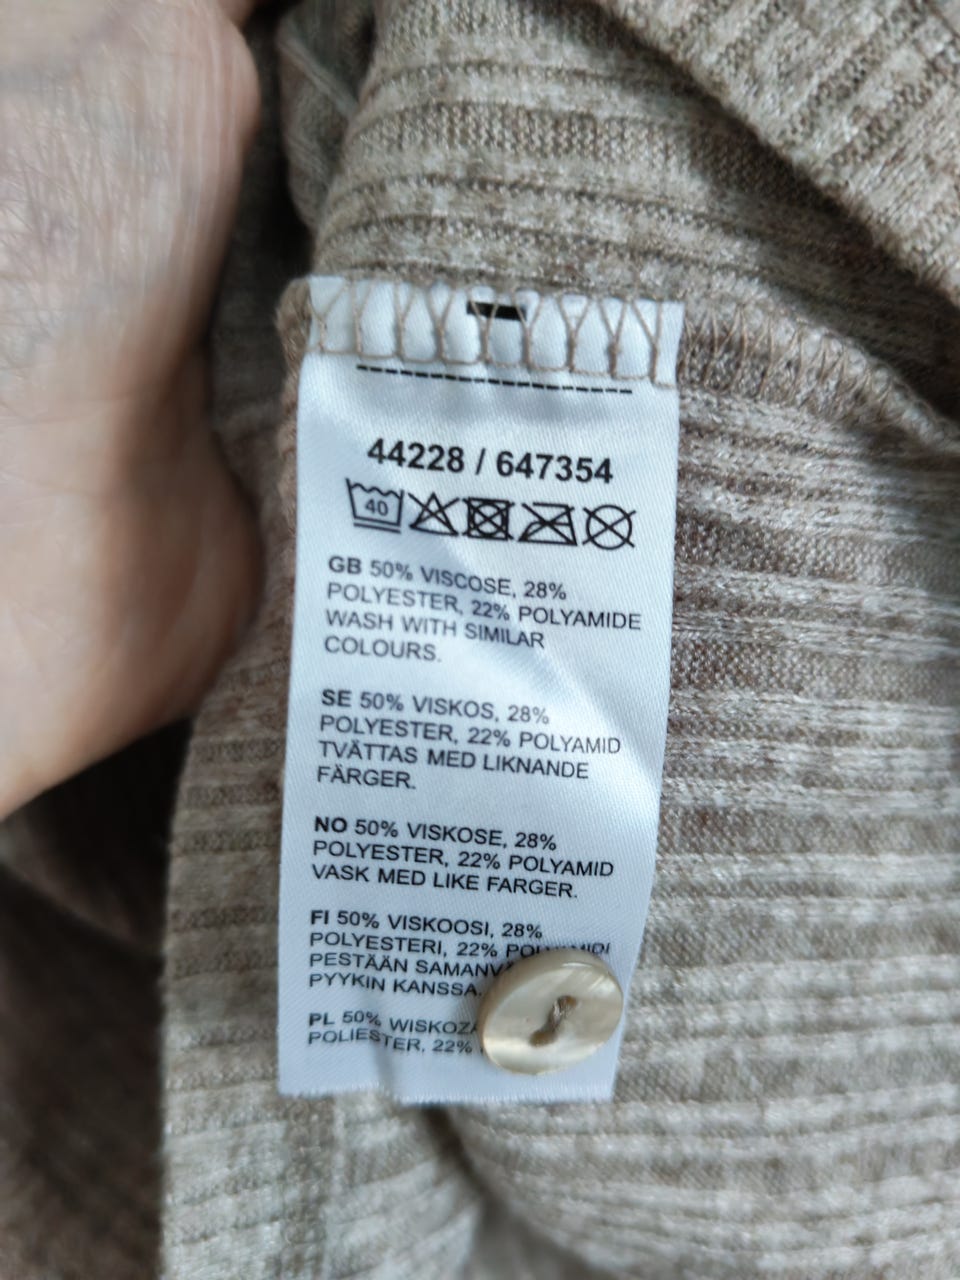 44228 / 647354
40
GB 50% VISCOSE, 28%
POLYESTER, 22% POLYAMIDE
WASH WITH SIMILAR
COLOURS.
SE 50% VISKOS, 28%
POLYESTER, 22% POLYAMID
TVÄTTAS MED LIKNANDE
FÄRGER.
NO 50% VISKOSE, 28%
POLYESTER, 22% POLYAMID
VASK MED LIKE FARGER.
FI 50% VISKOOSI, 28%
POLYESTERI, 22%
PESTÄÄN
PYYKIN KANSSA.
PL 50% WISKOZA
POLIESTER, 22%